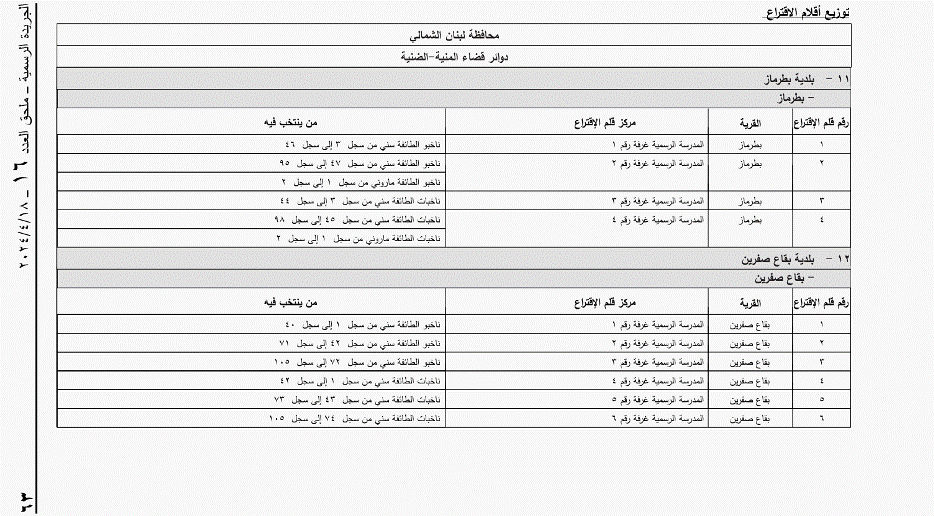 الجريدة الرسمية – ملحق العدد ١٦ – ٢٠٢٤/٤/١٨
توزيع أقلام الاقتراع
محافظة لبنان الشمالي
دوائر قضاء المنية-الضنية
١١ - بلدية بطرماز
- بطرماز
رقم قلم الإقتراع القرية مركز قلم الإقتراع من ينتخب فيه
١ بطرماز المدرسة الرسمية غرفة رقم ١ ناخبو الطائفة سني من سجل ٣ إلى سجل ٤٦
٢ بطرماز المدرسة الرسمية غرفة رقم ٢ ناخبو الطائفة سني من سجل ٤٧ إلى سجل ٩٥
ناخبو الطائفة ماروني من سجل ١ إلى سجل ٢
٣ بطرماز المدرسة الرسمية غرفة رقم ٣ ناخبات الطائفة سني من سجل ٣ إلى سجل ٤٤
٤ بطرماز المدرسة الرسمية غرفة رقم ٤ ناخبات الطائفة سني من سجل ٤٥ إلى سجل ٩٨
ناخبات الطائفة ماروني من سجل ١ إلى سجل ٢
١٢ - بلدية بقاع صفرين
- بقاع صفرين
رقم قلم الإقتراع القرية مركز قلم الإقتراع من ينتخب فيه
١ بقاع صفرين المدرسة الرسمية غرفة رقم ١ ناخبو الطائفة سني من سجل ١ إلى سجل ٤٠
٢ بقاع صفرين المدرسة الرسمية غرفة رقم ٢ ناخبو الطائفة سني من سجل ٤٢ إلى سجل ٧١
٣ بقاع صفرين المدرسة الرسمية غرفة رقم ٣ ناخبو الطائفة سني من سجل ٧٢ إلى سجل ١٠٥
٤ بقاع صفرين المدرسة الرسمية غرفة رقم ٤ ناخبات الطائفة سني من سجل ١ إلى سجل ٤٢
٥ بقاع صفرين المدرسة الرسمية غرفة رقم ٥ ناخبات الطائفة سني من سجل ٤٣ إلى سجل ٧٣
٦ بقاع صفرين المدرسة الرسمية غرفة رقم ٦ ناخبات الطائفة سني من سجل ٧٤ إلى سجل ١٠٥
٦٣